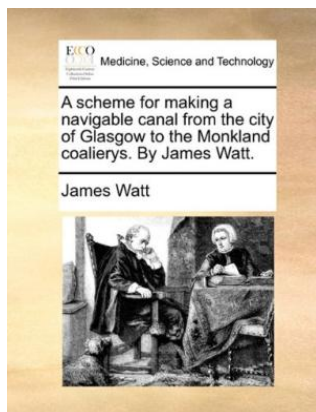 ECCO
Medicine, Science and Technology
A scheme for making a
navigable canal from the city
of Glasgow to the Monkland
coalierys. By James Watt.
James Watt